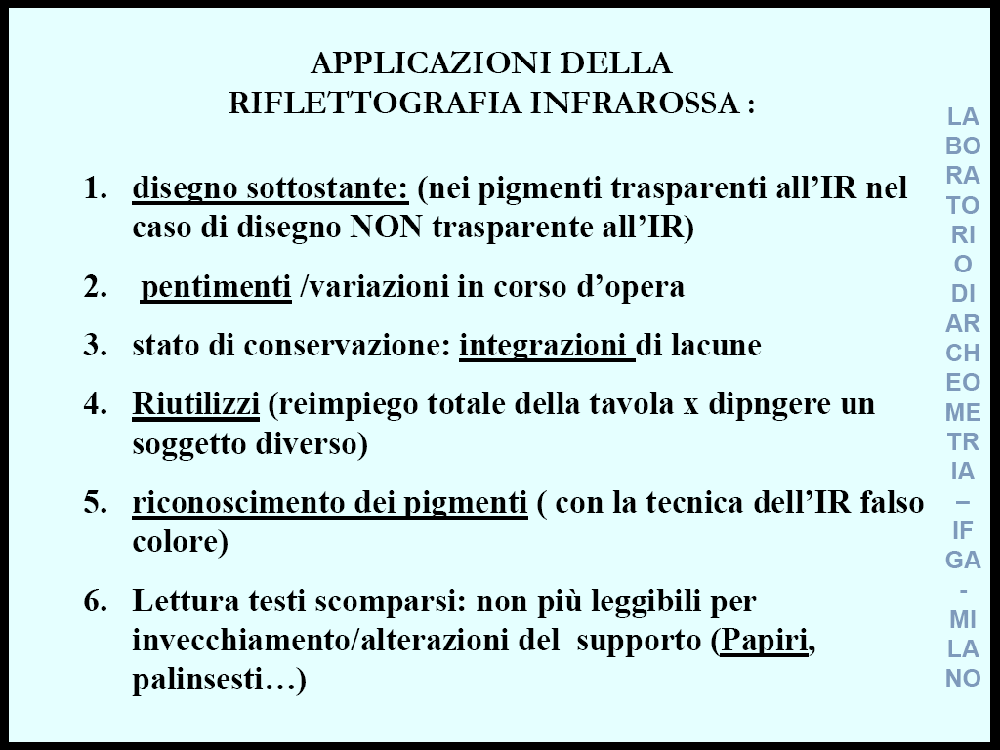 APPLICAZIONI DELLA
RIFLETTOGRAFIA INFRAROSSA :
1. disegno sottostante: (nei pigmenti trasparenti all’IR nel
caso di disegno NON trasparente all’IR)
2. pentimenti /variazioni in corso d’opera
3. stato di conservazione: integrazioni di lacune
4. Riutilizzi (reimpiego totale della tavola x dipngere un
soggetto diverso)
5. riconoscimento dei pigmenti ( con la tecnica dell’IR falso
colore)
6. Lettura testi scomparsi: non più leggibili per
invecchiamento/alterazioni del supporto (Papiri,
palinsesti…)
LA
BO
RA
TO
RI
O
DI
AR
CH
EO
ME
TR
IA
–
IF
GA
-
MI
LA
NO